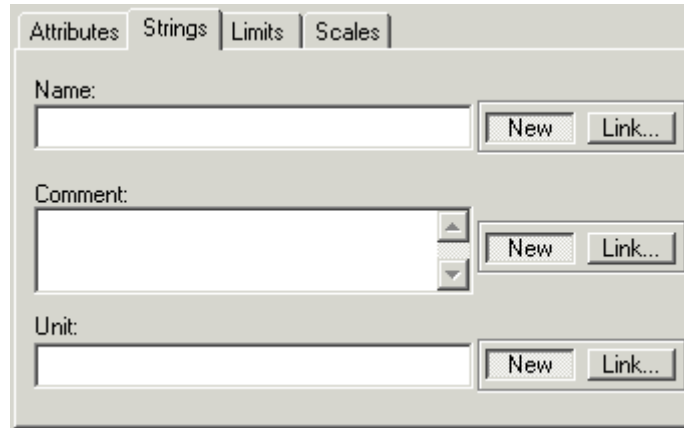 Attributes Strings Limits Scales
Name:
New Link...
Comment:
New Link...
Unit:
New Link...